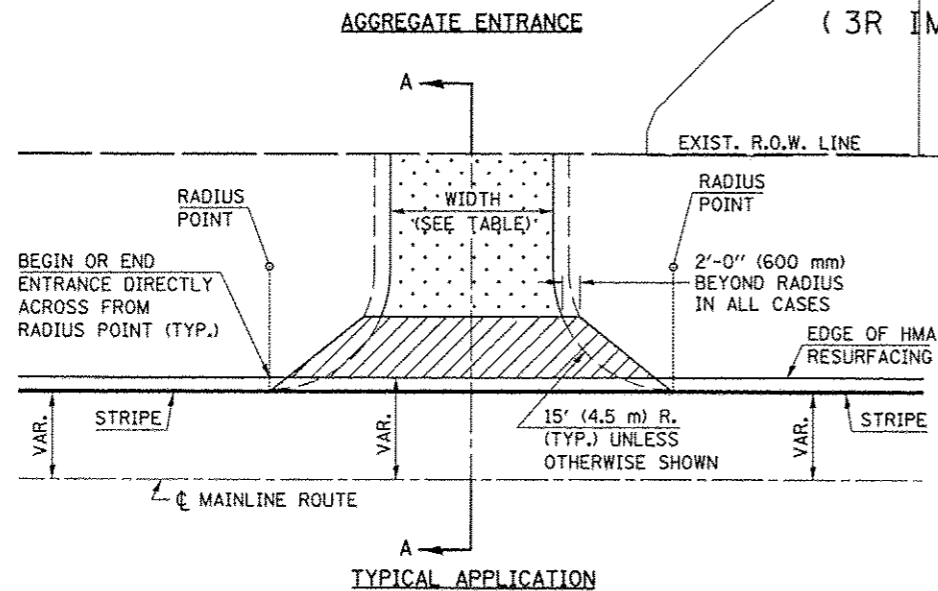 AGGREGATE ENTRANCE
(3R
A
EXIST. R.O.W. LINE
RADIUS
POINT
WIDTH
(SEE TABLE)
RADIUS
POINT
BEGIN OR END
ENTRANCE DIRECTLY
ACROSS FROM
RADIUS POINT (TYP.)
2'-0" (600 mm)
BEYOND RADIUS
IN ALL CASES
EDGE OF HMA
RESURFACING
STRIPE
VAR.
VAR.
15' (4.5 m) R.
(TYP.) UNLESS
OTHERWISE SHOWN
VAR.
STRIPE
℄ MAINLINE ROUTE
A
TYPICAL APPLICATION